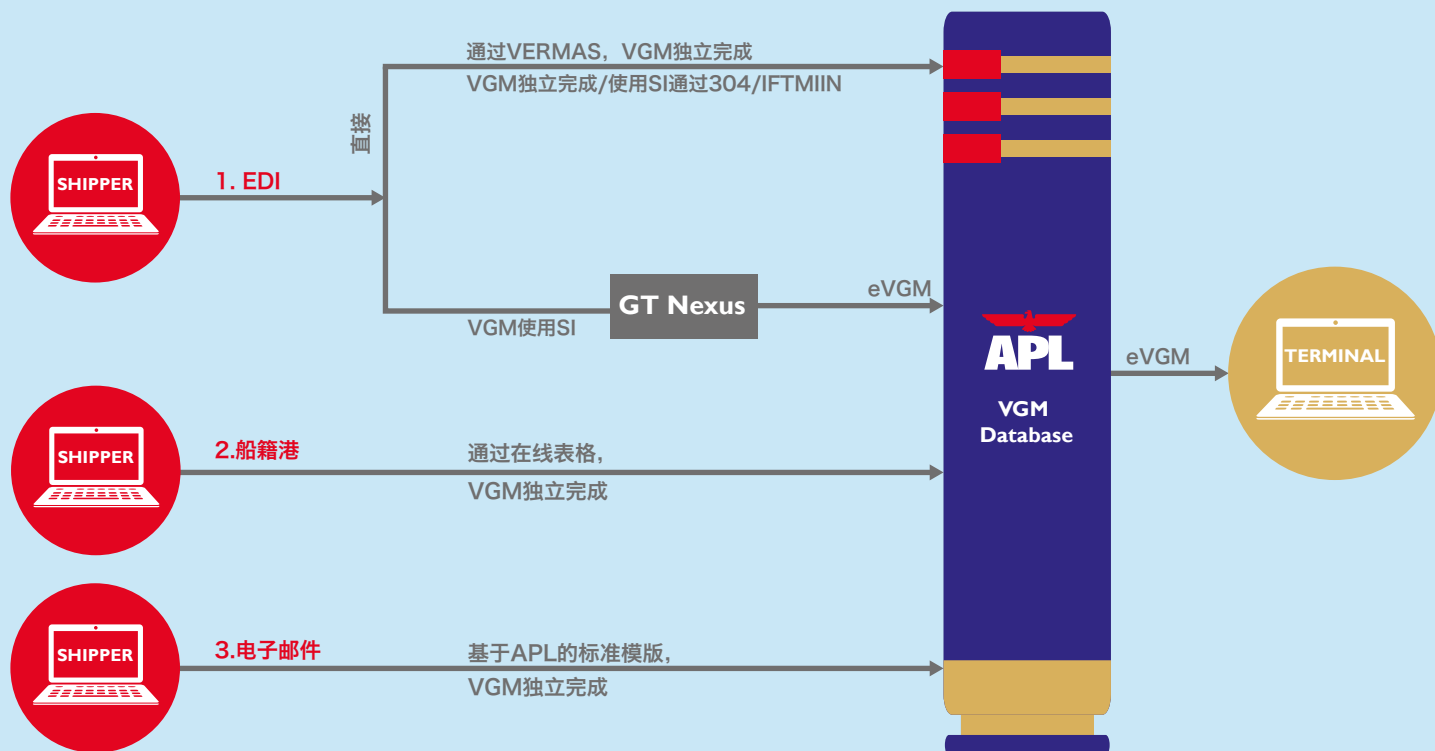 通过VERMAS，VGM独立完成
VGM独立完成/使用SI通过304/IFTMIIN
直接
SHIPPER
1. EDI
GT Nexus
eVGM
VGM使用SI
APL
VGM
Database
eVGM
TERMINAL
SHIPPER
2.船籍港
通过在线表格，
VGM独立完成
SHIPPER
3.电子邮件
基于APL的标准模版，
VGM独立完成